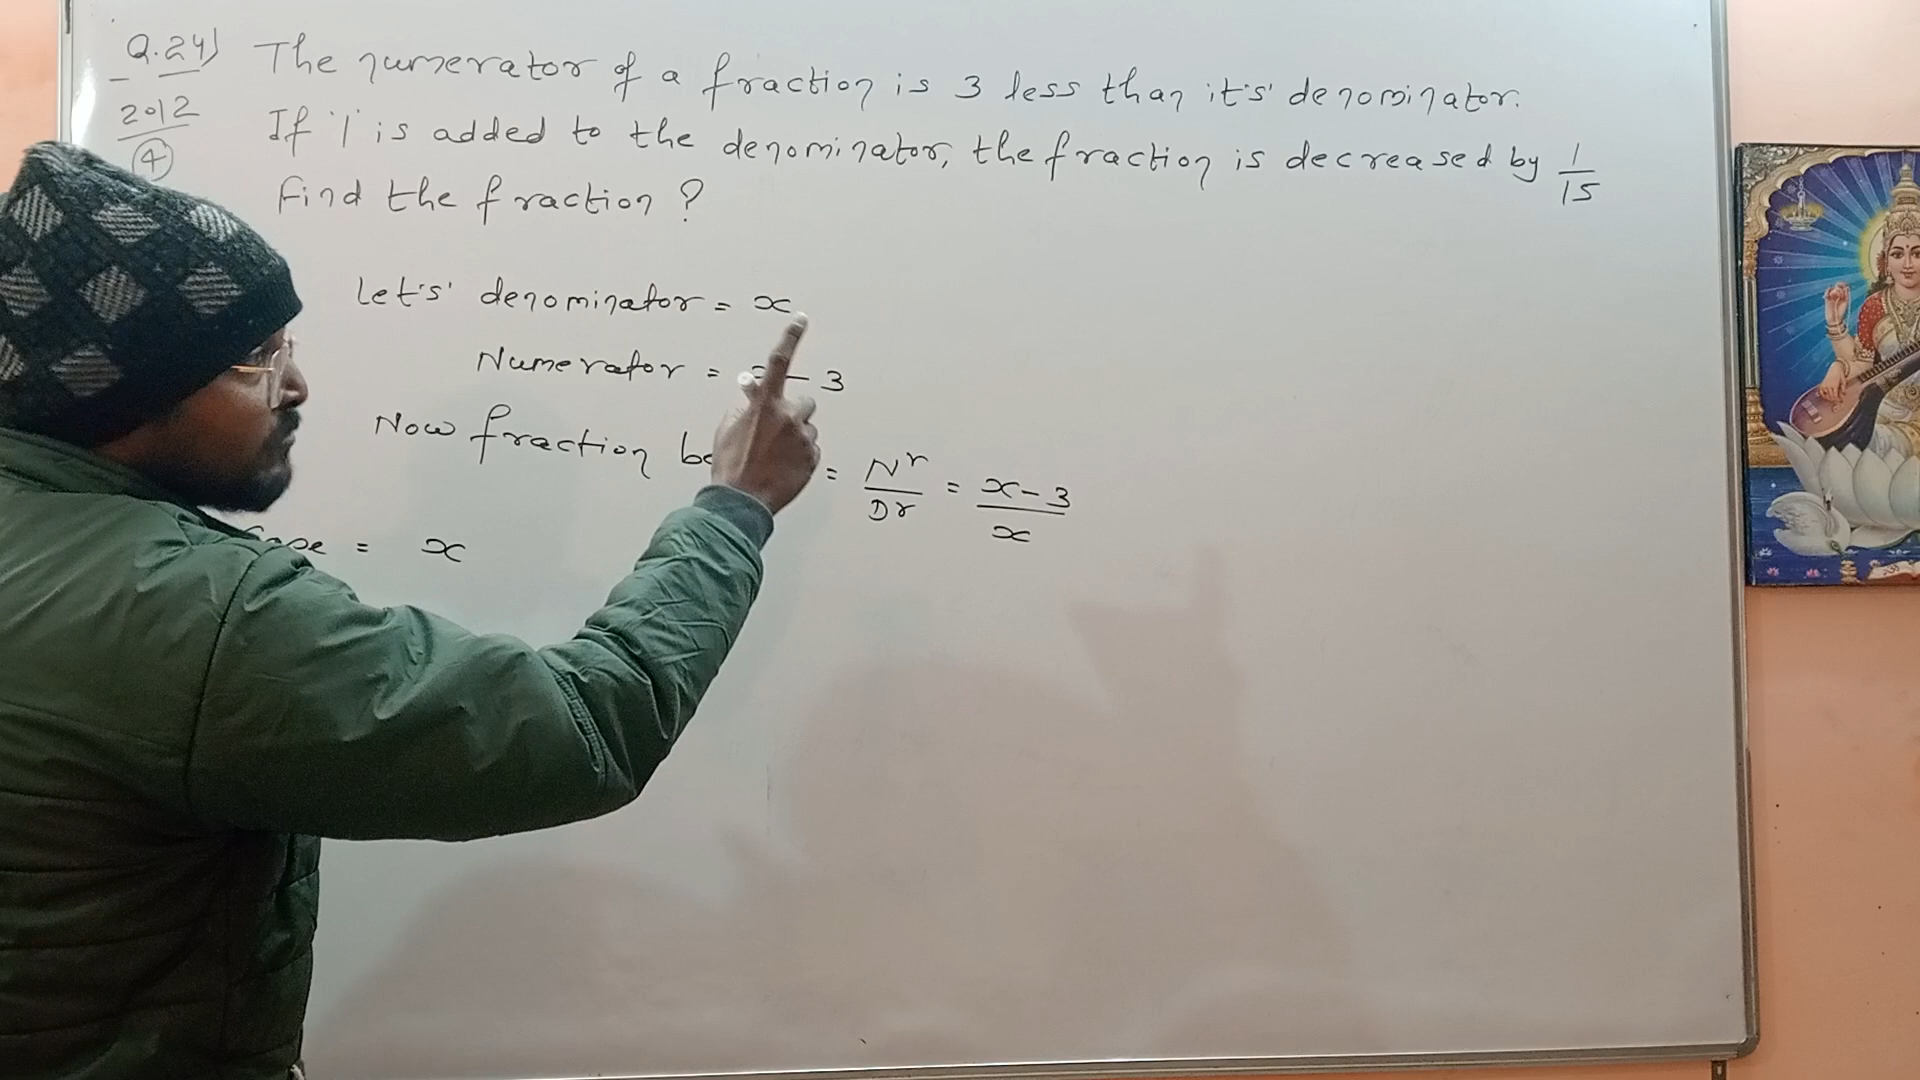 Q.24) The numerator of a fraction is 3 less than it's' denominator.
2012 If '1' is added to the denominator, the fraction is decreased by 1/15
4 Find the fraction ?
Let's' denominator = x
Numerator = - 3
Now fraction = Nr/Dr = x-3/x
= x